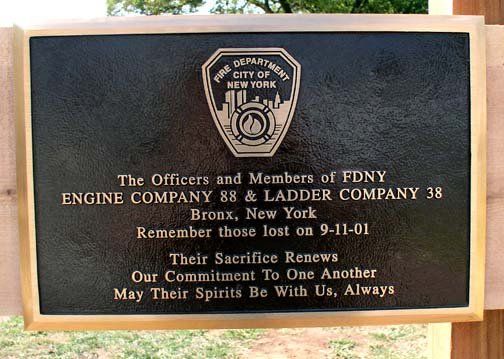 FIRE DEPARTMENT
CITY OF
NEW YORK
The Officers and Members of FDNY
ENGINE COMPANY 88 & LADDER COMPANY 38
Bronx, New York
Remember those lost on 9-11-01
Their Sacrifice Renews
Our Commitment To One Another
May Their Spirits Be With Us, Always